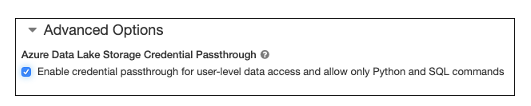 Advanced Options
Azure Data Lake Storage Credential Passthrough
Enable credential passthrough for user-level data access and allow only Python and SQL commands